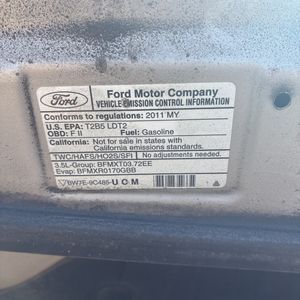 Ford
Ford Motor Company
VEHICLE EMISSION CONTROL INFORMATION
Conforms to regulations: 2011 MY
U.S. EPA: T2B5 LDT2
OBD: F II Fuel: Gasoline
California: Not for sale in states with
California emissions standards.
TWC/HAFS/HO2S/SFI No adjustments needed.
3.5L-Group: BFMXT03.72EE
Evap: BFMXR0170GBB
BW7E-9C485-UCM